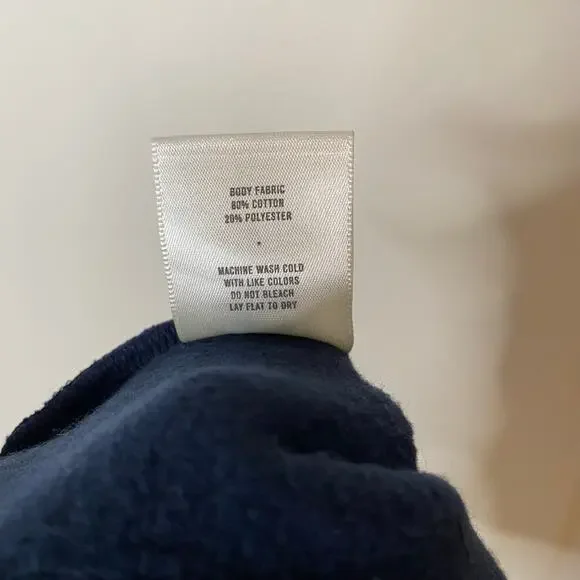 BODY FABRIC
80% COTTON
20% POLYESTER
MACHINE WASH COLD
WITH LIKE COLORS
DO NOT BLEACH
LAY FLAT TO DRY